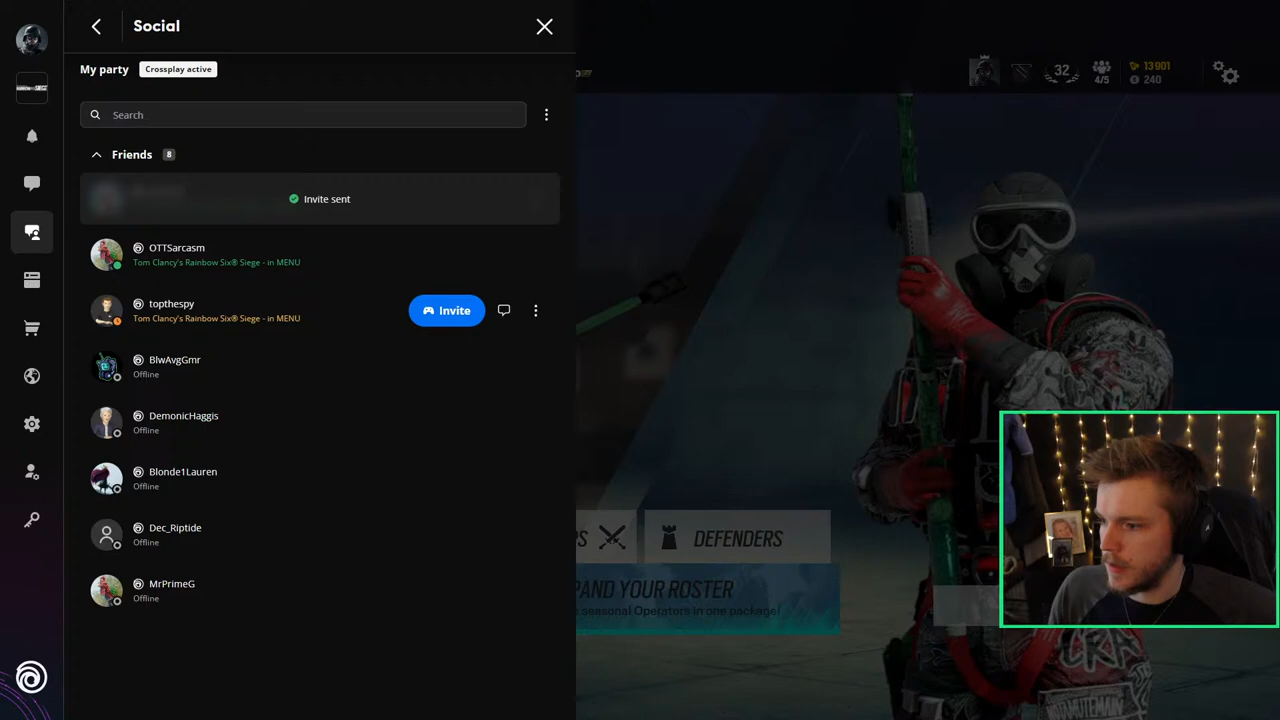 Social
My party
Crossplay active
Search
Friends 8
Invite sent
OTTSarcasm
Tom Clancy's Rainbow Six® Siege - in MENU
topthespy
Tom Clancy's Rainbow Six® Siege - in MENU
Invite
BlwAvgGmr
Offline
DemonicHaggis
Offline
Blonde1Lauren
Offline
Dec_Riptide
Offline
MrPrimeG
Offline
32
4/5
13 901
240
DEFENDERS
PAND YOUR ROSTER
seasonal Operators in one package!